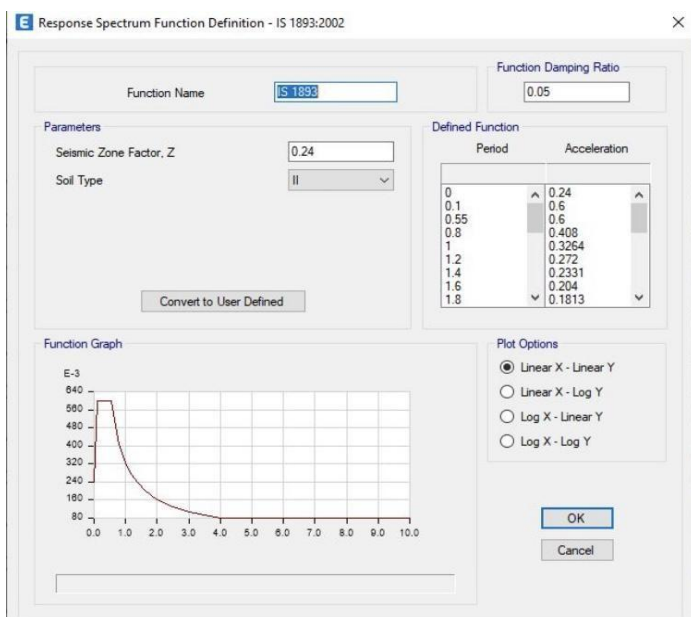 E Response Spectrum Function Definition - IS 1893:2002
Function Damping Ratio
Function Name IS 1893 0.05
Parameters Defined Function
Seismic Zone Factor, Z 0.24 Period Acceleration
Soil Type II
0 0.24
0.1 0.6
0.55 0.6
0.8 0.408
1 0.3264
1.2 0.272
1.4 0.2331
1.6 0.204
1.8 0.1813
Convert to User Defined
Function Graph Plot Options
E-3
640
560
480
400
320
240
160
80
0.0 1.0 2.0 3.0 4.0 5.0 6.0 7.0 8.0 9.0 10.0
Linear X - Linear Y
Linear X - Log Y
Log X - Linear Y
Log X - Log Y
OK
Cancel